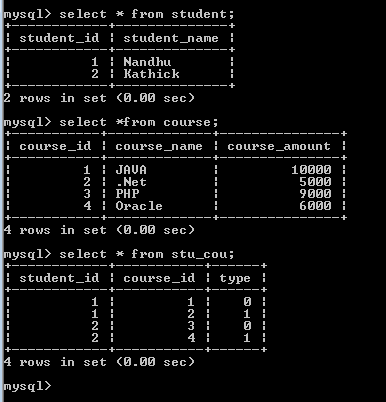 mysql> select * from student;
+------------+--------------+
| student_id | student_name |
+------------+--------------+
|          1 | Nandhu       |
|          2 | Kathick      |
+------------+--------------+
2 rows in set (0.00 sec)
mysql> select *from course;
+-----------+-------------+---------------+
| course_id | course_name | course_amount |
+-----------+-------------+---------------+
|         1 | JAVA        |         10000 |
|         2 | .Net        |          5000 |
|         3 | PHP         |          9000 |
|         4 | Oracle      |          6000 |
+-----------+-------------+---------------+
4 rows in set (0.00 sec)
mysql> select * from stu_cou;
+------------+-----------+------+
| student_id | course_id | type |
+------------+-----------+------+
|          1 |         1 |    0 |
|          1 |         2 |    1 |
|          2 |         3 |    0 |
|          2 |         4 |    1 |
+------------+-----------+------+
4 rows in set (0.00 sec)
mysql>